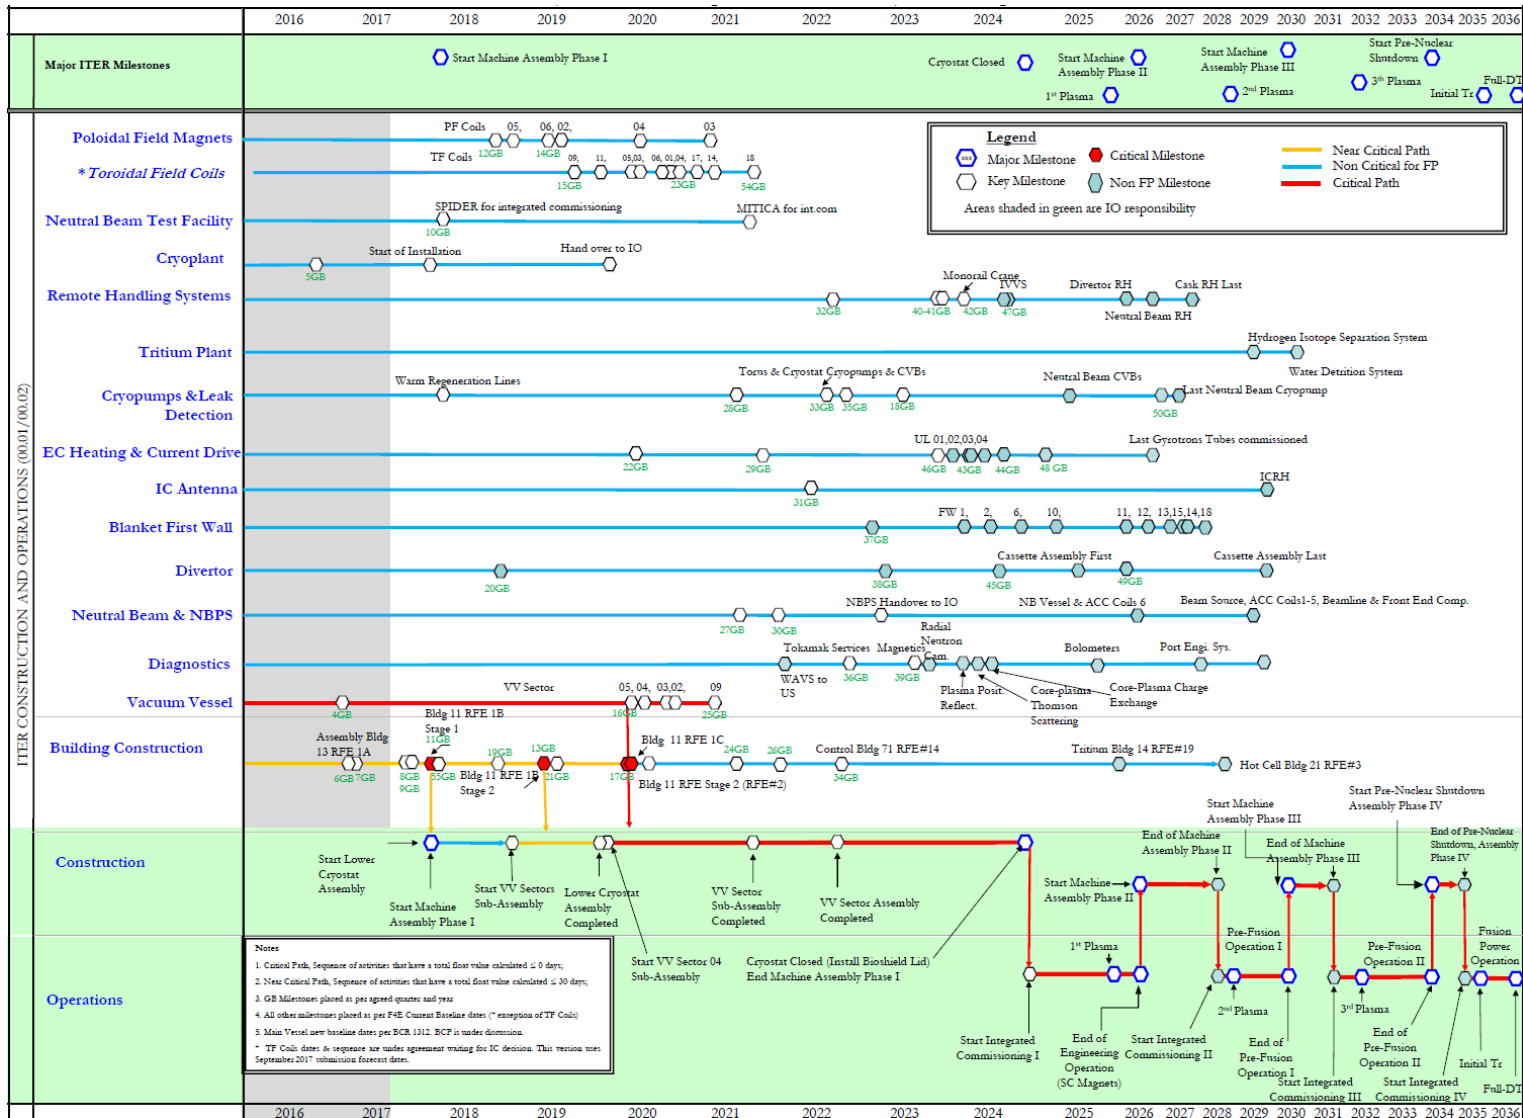 2016 2017 2018 2019 2020 2021 2022 2023 2024 2025 2026 2027 2028 2029 2030 2031 2032 2033 2034 2035 2036
ITER CONSTRUCTION AND OPERATIONS (00.01/00.02)
Major ITER Milestones
Start Machine Assembly Phase I
Cryostat Closed
Start Machine
Assembly Phase II
1st Plasma
Start Machine
Assembly Phase III
2nd Plasma
Start Pre-Nuclear
Shutdown
3th Plasma
Initial Tr
Full-DT
Legend
xxx Major Milestone
Critical Milestone
Key Milestone
Non FP Milestone
Near Critical Path
Non Critical for FP
Critical Path
Areas shaded in green are IO responsibility
Poloidal Field Magnets
PF Coils 05, 06, 02, 04 03
12GB 14GB
* Toroidal Field Coils
TF Coils 09, 11, 05,03, 06, 01,04, 17, 14, 18
15GB 23GB 54GB
Neutral Beam Test Facility
SPIDER for integrated commissioning
10GB
MITICA for int.com
Cryoplant
5GB
Start of Installation
Hand over to IO
Remote Handling Systems
32GB
40-41GB
Monorail Crane
42GB
IVVS
47GB
Divertor RH
Neutral Beam RH
Cask RH Last
Tritium Plant
Hydrogen Isotope Separation System
Water Detrition System
Cryopumps &Leak
Detection
Warm Regeneration Lines
28GB
Torus & Cryostat Cryopumps & CVBs
33GB 35GB 18GB
Neutral Beam CVBs
50GB
Last Neutral Beam Cryopump
EC Heating & Current Drive
22GB 29GB
UL 01,02,03,04
46GB 43GB 44GB 48 GB
Last Gyrotrons Tubes commissioned
IC Antenna
31GB
ICRH
Blanket First Wall
37GB
FW 1, 2, 6, 10, 11, 12, 13,15,14,18
Divertor
20GB 38GB 45GB
Cassette Assembly First
49GB
Cassette Assembly Last
Neutral Beam & NBPS
27GB 30GB
NBPS Handover to IO
NB Vessel & ACC Coils 6
Beam Source, ACC Coils1-5, Beamline & Front End Comp.
Diagnostics
WAVS to
US
Tokamak Services
36GB
Magnetics
39GB
Radial
Neutron
Cam.
Plasma Posit.
Reflect.
Core-plasma
Thomson
Scattering
Core-Plasma Charge
Exchange
Bolometers
Port Engi. Sys.
Vacuum Vessel
4GB
VV Sector
05, 04, 03,02, 09
16GB 25GB
Building Construction
Assembly Bldg
13 RFE 1A
6GB 7GB
8GB
9GB
Bldg 11 RFE 1B
Stage 1
11GB
55GB
19GB
Bldg 11 RFE 1B
Stage 2
13GB
21GB
17GB
Bldg 11 RFE 1C
Bldg 11 RFE Stage 2 (RFE#2)
24GB
26GB
Control Bldg 71 RFE#14
34GB
Tritium Bldg 14 RFE#19
Hot Cell Bldg 21 RFE#3
Construction
Start Lower
Cryostat
Assembly
Start Machine
Assembly Phase I
Start VV Sectors
Sub-Assembly
Lower Cryostat
Assembly
Completed
Start VV Sector 04
Sub-Assembly
VV Sector
Sub-Assembly
Completed
VV Sector Assembly
Completed
Cryostat Closed (Install Bioshield Lid)
End Machine Assembly Phase I
Start Machine
Assembly Phase II
End of Machine
Assembly Phase II
Start Machine
Assembly Phase III
End of Machine
Assembly Phase III
Start Pre-Nuclear Shutdown
Assembly Phase IV
End of Pre-Nuclear
Shutdown, Assembly
Phase IV
Operations
Start Integrated
Commissioning I
1st Plasma
End of
Engineering
Operation
(SC Magnets)
Start Integrated
Commissioning II
2nd Plasma
Pre-Fusion
Operation I
End of
Pre-Fusion
Operation I
Start Integrated
Commissioning III
3rd Plasma
Pre-Fusion
Operation II
End of
Pre-Fusion
Operation II
Start Integrated
Commissioning IV
Fusion
Power
Operation
Initial Tr
Full-DT
Notes
1. Critical Path, Sequence of activities that have a total float value calculated ≤ 0 days;
2. Near Critical Path, Sequence of activities that have a total float value calculated ≤ 30 days;
3. GB Milestones placed as per agreed quarter and year
4. All other milestones placed as per F4E Current Baseline dates (* exception of TF Coils)
5. Main Vessel new baseline dates per BCR 1312. BCP is under discussion.
* TF Coils dates & sequence are under agreement waiting for IC decision. This version uses
September 2017 submission forecast dates.
2016 2017 2018 2019 2020 2021 2022 2023 2024 2025 2026 2027 2028 2029 2030 2031 2032 2033 2034 2035 2036